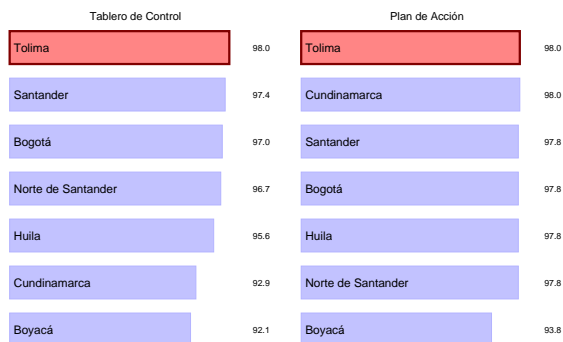 Tablero de Control
Tolima 98.0
Santander 97.4
Bogotá 97.0
Norte de Santander 96.7
Huila 95.6
Cundinamarca 92.9
Boyacá 92.1
Plan de Acción
Tolima 98.0
Cundinamarca 98.0
Santander 97.8
Bogotá 97.8
Huila 97.8
Norte de Santander 97.8
Boyacá 93.8